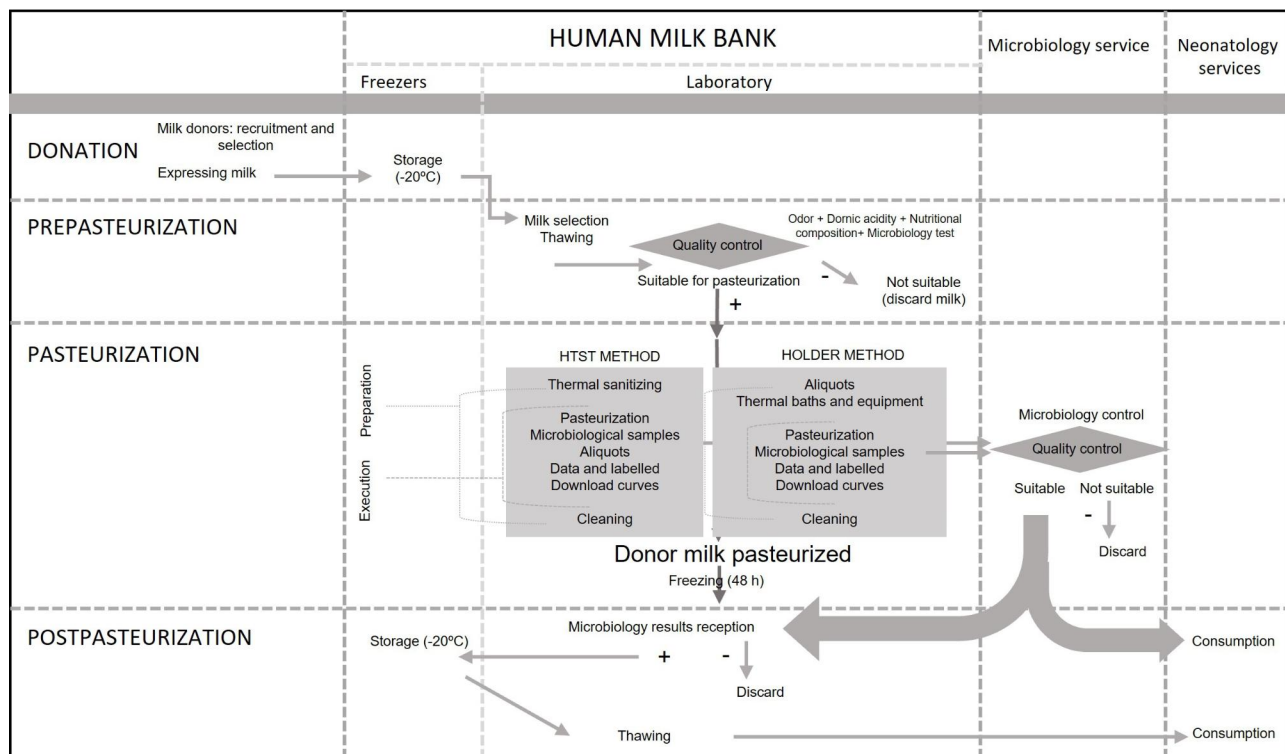 HUMAN MILK BANK
Microbiology service
Neonatology
services
Freezers
Laboratory
DONATION
Milk donors: recruitment and
selection
Expressing milk
Storage
(-20ºC)
PREPASTEURIZATION
Milk selection
Thawing
Quality control
Odor + Dornic acidity + Nutritional
composition+ Microbiology test
Suitable for pasteurization
-
Not suitable
(discard milk)
+
PASTEURIZATION
Preparation
Execution
HTST METHOD
Thermal sanitizing
Pasteurization
Microbiological samples
Aliquots
Data and labelled
Download curves
Cleaning
HOLDER METHOD
Aliquots
Thermal baths and equipment
Pasteurization
Microbiological samples
Data and labelled
Download curves
Cleaning
Microbiology control
Quality control
Suitable
Not suitable
-
Discard
Donor milk pasteurized
Freezing (48 h)
POSTPASTEURIZATION
Microbiology results reception
Storage (-20ºC)
+
-
Discard
Consumption
Thawing
Consumption